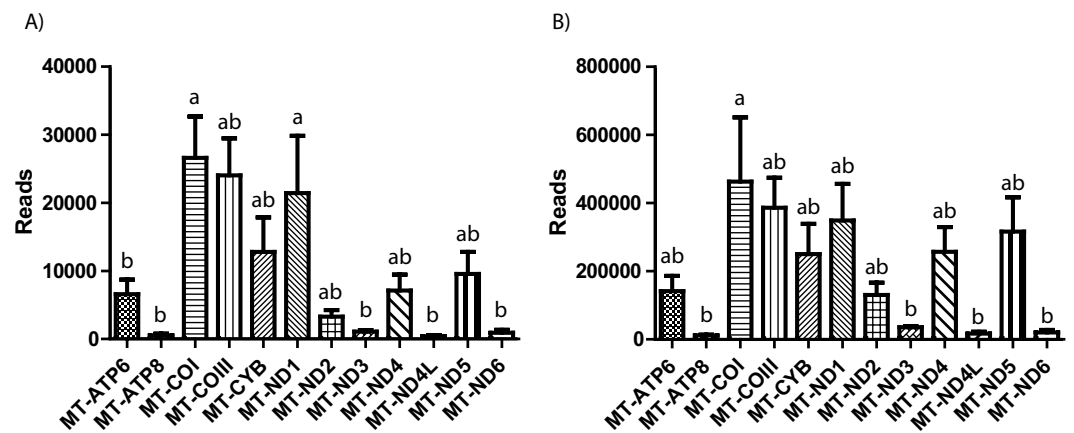 A)
40000
30000
20000
10000
0
Reads
b
b
a
ab
ab
a
ab
b
ab
b
ab
b
MT-ATP6
MT-ATP8
MT-COI
MT-COIII
MT-CYB
MT-ND1
MT-ND2
MT-ND3
MT-ND4
MT-ND4L
MT-ND5
MT-ND6
B)
800000
600000
400000
200000
0
Reads
ab
b
a
ab
ab
ab
ab
b
ab
b
ab
b
MT-ATP6
MT-ATP8
MT-COI
MT-COIII
MT-CYB
MT-ND1
MT-ND2
MT-ND3
MT-ND4
MT-ND4L
MT-ND5
MT-ND6